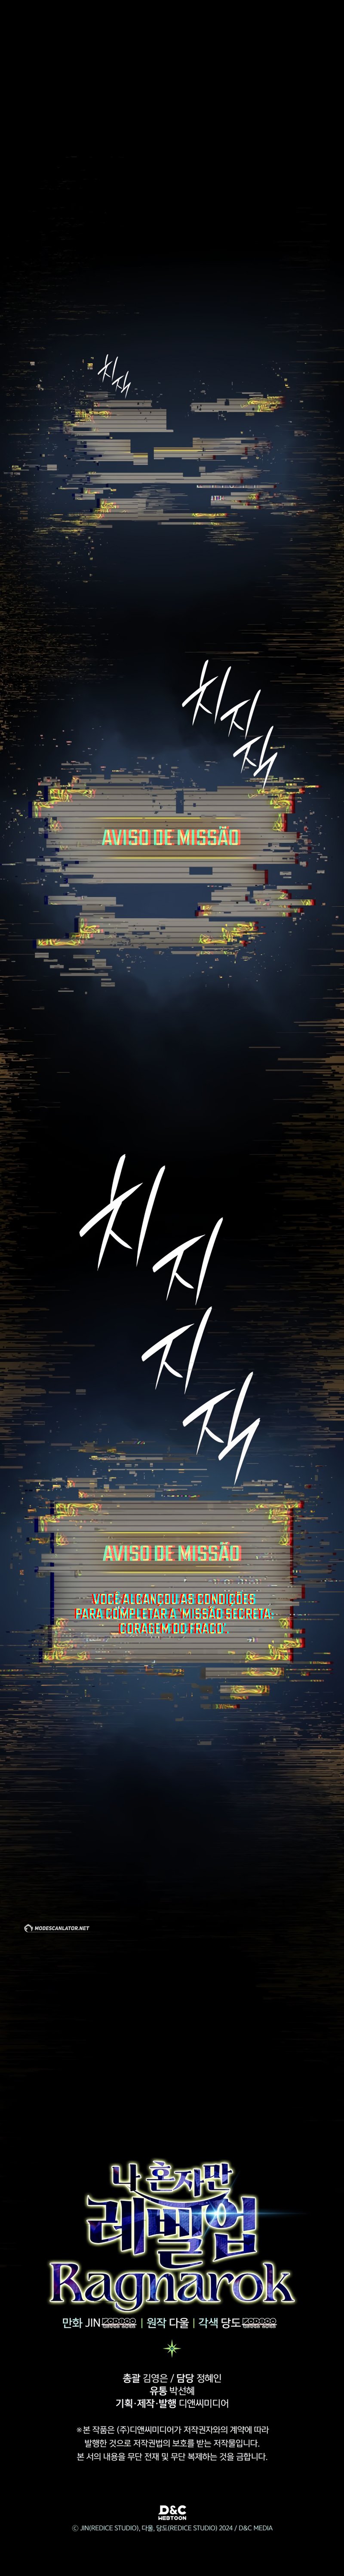 치지잭
치지
잭
AVISO DE MISSÃO
치지
지
잭
AVISO DE MISSÃO
VOCÊ ALCANÇOU AS CONDIÇÕES
PARA COMPLETAR A "MISSÃO SECRETA:
CORAGEM DO FRACO".
MODESCANLATOR.NET
나 혼자만
레벨업
Ragnarok
만화 JIN | 원작 다울 | 각색 당도
총괄 김영은 / 담당 정혜인
유통 박선혜
기획·제작·발행 디앤씨미디어
※본 작품은 (주)디앤씨미디어가 저작권자와의 계약에 따라
발행한 것으로 저작권법의 보호를 받는 저작물입니다.
본 서의 내용을 무단 전재 및 무단 복제하는 것을 금합니다.
D&C
WEBTOON
Ⓒ JIN(REDICE STUDIO), 다울, 당도(REDICE STUDIO) 2024 / D&C MEDIA